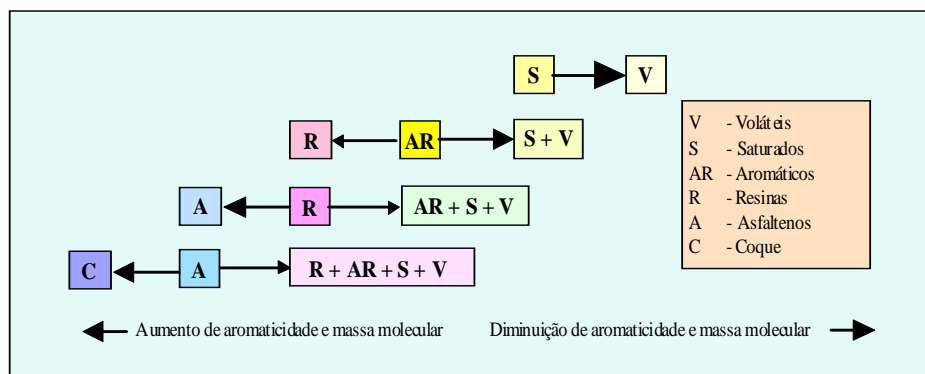 S V
R AR S + V
A R AR + S + V
C A R + AR + S + V
V - Voláteis
S - Saturados
AR - Aromáticos
R - Resinas
A - Asfaltenos
C - Coque
Aumento de aromaticidade e massa molecular Diminuição de aromaticidade e massa molecular